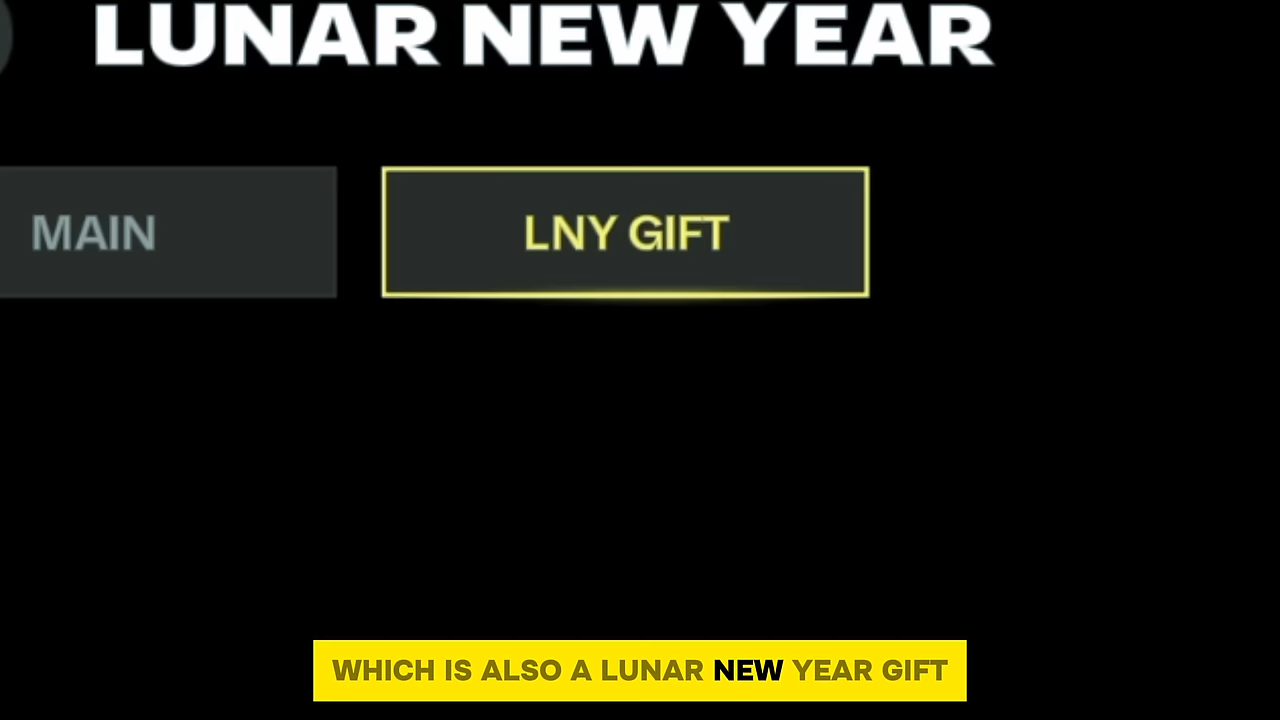 LUNAR NEW YEAR
MAIN
LNY GIFT
WHICH IS ALSO A LUNAR NEW YEAR GIFT